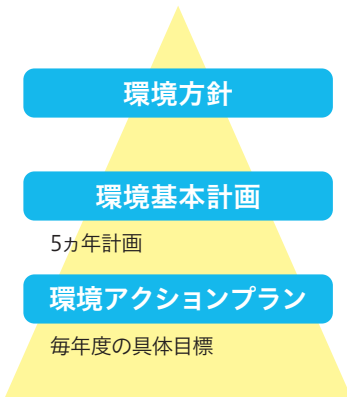 環境方針
環境基本計画
5ヵ年計画
環境アクションプラン
毎年度の具体目標